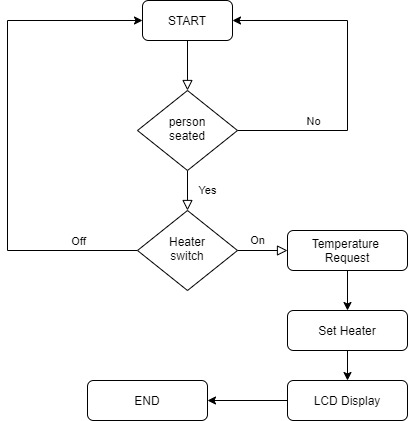 START
person
seated
No
Yes
Heater
switch
Off
On
Temperature
Request
Set Heater
LCD Display
END